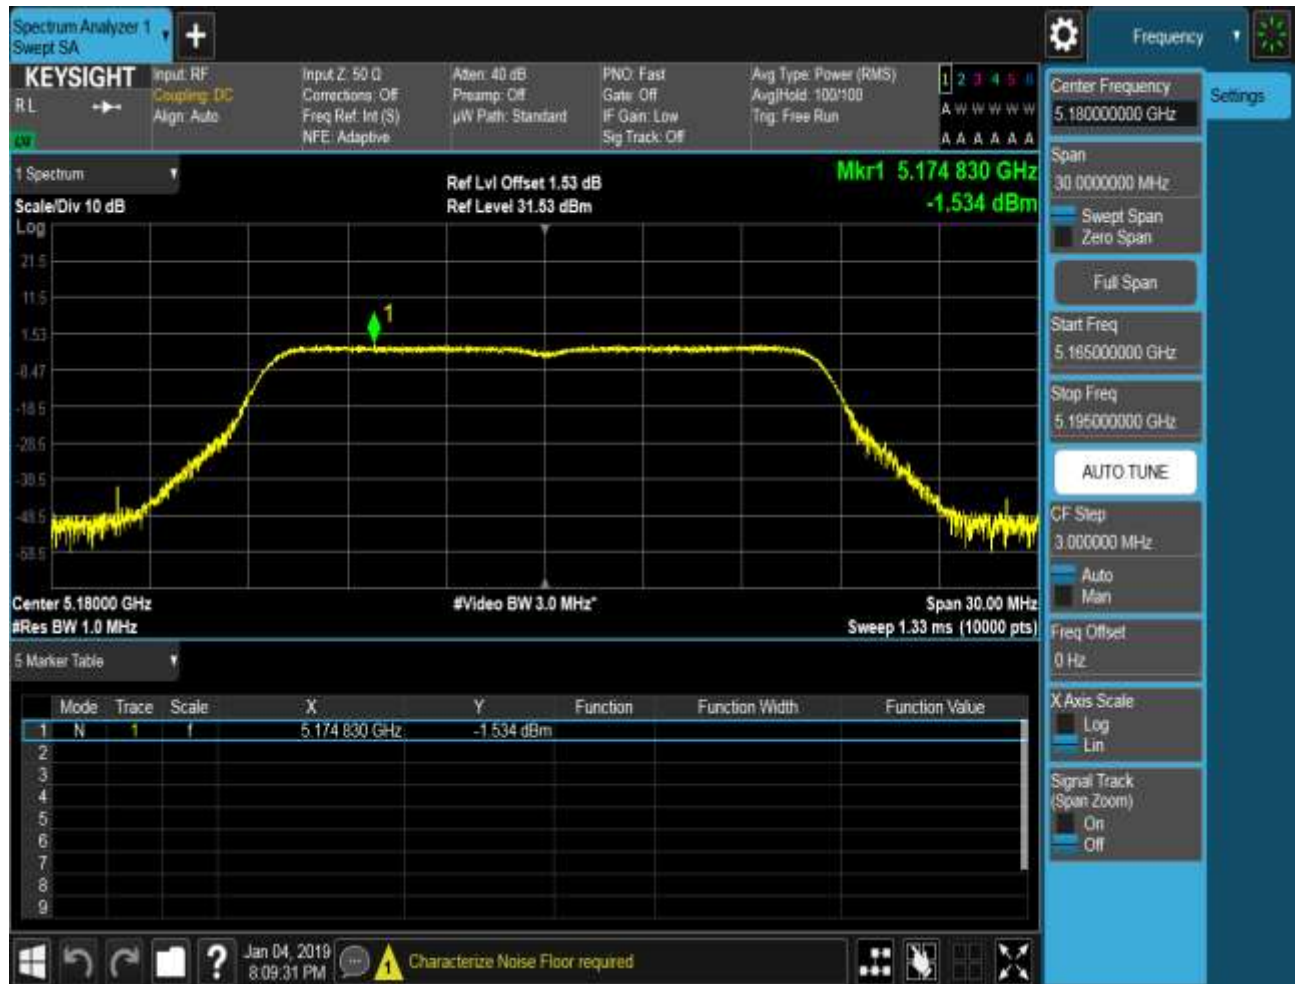 Spectrum Analyzer 1
Swept SA
+
Frequency
KEYSIGHT
RL
Input: RF
Coupling: DC
Align: Auto
Input Z: 50 Ω
Corrections: Off
Freq Ref: Int (S)
NFE: Adaptive
Atten: 40 dB
Preamp: Off
µW Path: Standard
PNO: Fast
Gate: Off
IF Gain: Low
Sig Track: Off
Avg Type: Power (RMS)
Avg|Hold: 100/100
Trig: Free Run
1 2 3 4 5 6
A W W W W W
A A A A A A
1 Spectrum
Scale/Div 10 dB
Ref Lvl Offset 1.53 dB
Ref Level 31.53 dBm
Mkr1 5.174 830 GHz
-1.534 dBm
Log
21.5
11.5
1.53
-8.47
-18.5
-28.5
-38.5
-48.5
-58.5
1
Center 5.18000 GHz
#Video BW 3.0 MHz*
Span 30.00 MHz
#Res BW 1.0 MHz
Sweep 1.33 ms (10000 pts)
5 Marker Table
Mode Trace Scale X Y Function Function Width Function Value
1 N 1 f 5.174 830 GHz -1.534 dBm
2
3
4
5
6
7
8
9
Jan 04, 2019
8:09:31 PM
Characterize Noise Floor required
Center Frequency
5.180000000 GHz
Settings
Span
30.0000000 MHz
Swept Span
Zero Span
Full Span
Start Freq
5.165000000 GHz
Stop Freq
5.195000000 GHz
AUTO TUNE
CF Step
3.000000 MHz
Auto
Man
Freq Offset
0 Hz
X Axis Scale
Log
Lin
Signal Track
(Span Zoom)
On
Off